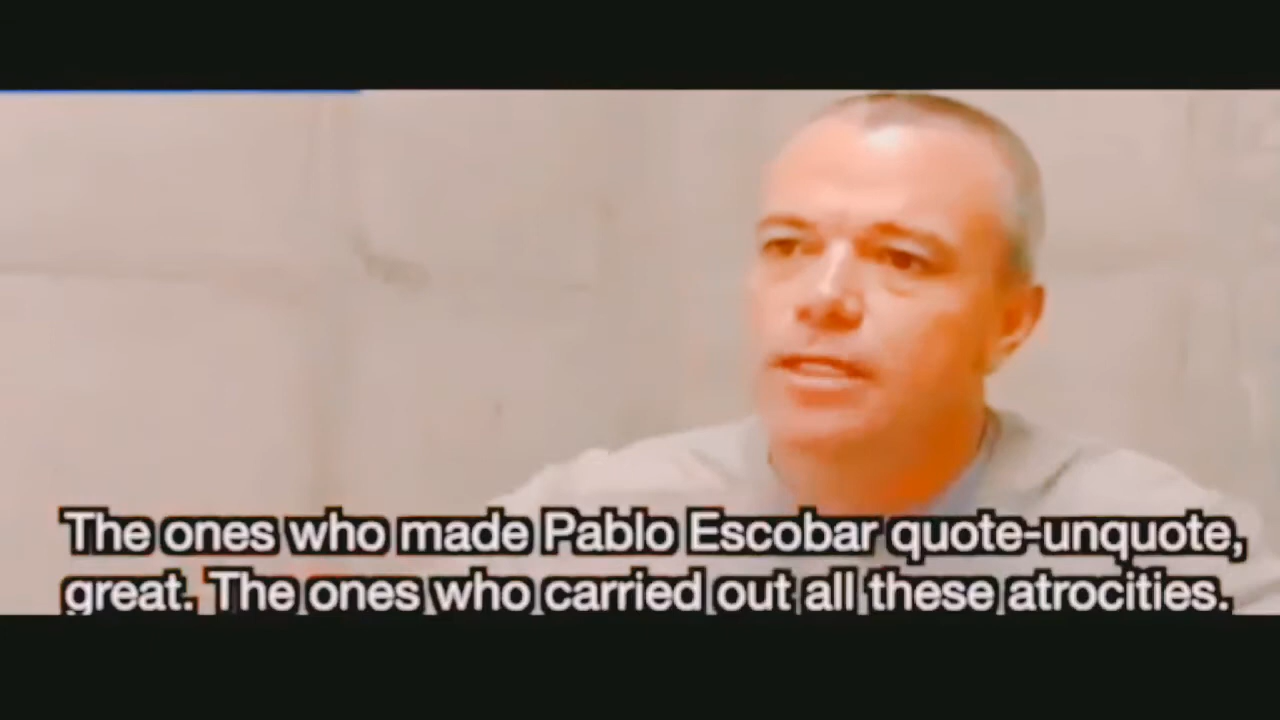 The ones who made Pablo Escobar quote-unquote,
great. The ones who carried out all these atrocities.